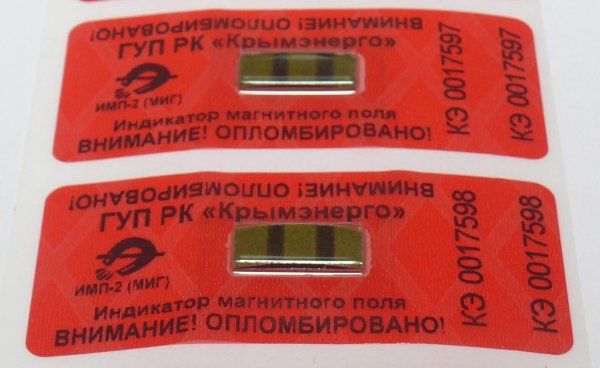 ВНИМАНИЕ! ОПЛОМБИРОВАНО!
ГУП РК «Крымэнерго»
ИМП-2 (МИГ)
Индикатор магнитного поля
ВНИМАНИЕ! ОПЛОМБИРОВАНО!
КЭ 0017597
КЭ 0017597
ВНИМАНИЕ! ОПЛОМБИРОВАНО!
ГУП РК «Крымэнерго»
ИМП-2 (МИГ)
Индикатор магнитного поля
ВНИМАНИЕ! ОПЛОМБИРОВАНО!
КЭ 0017598
КЭ 0017598